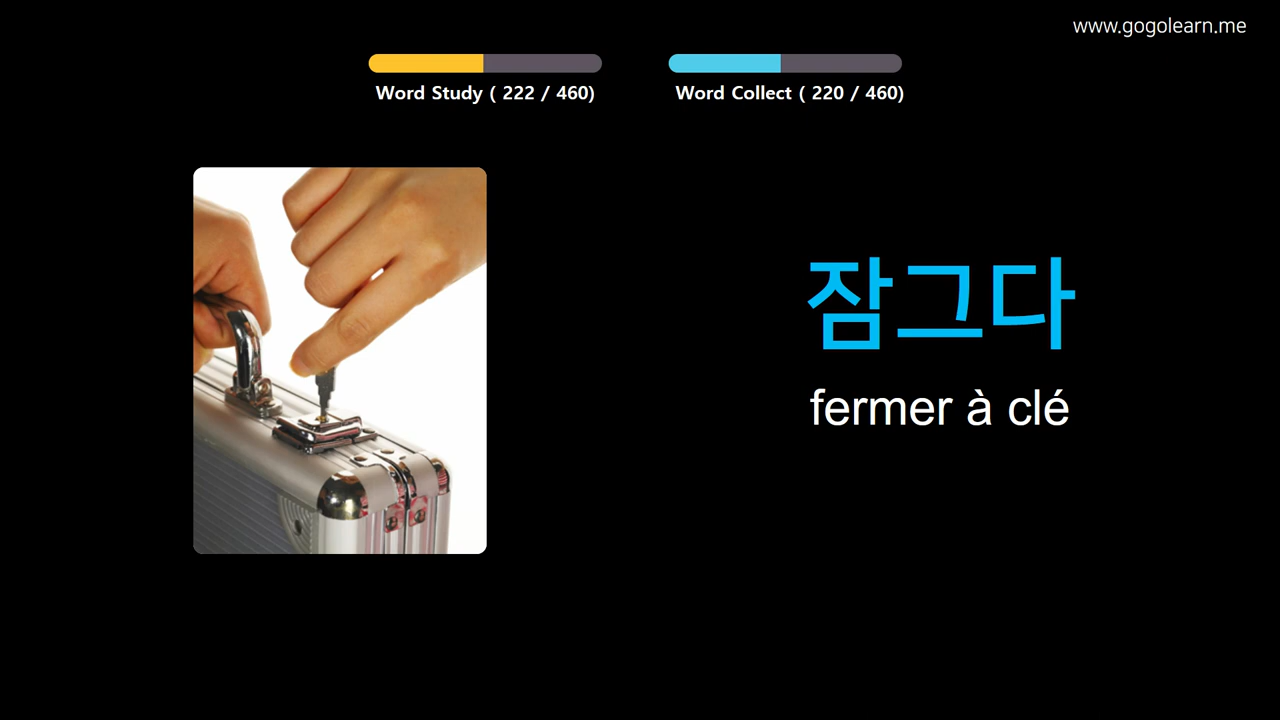 www.gogolearn.me
Word Study ( 222 / 460)
Word Collect ( 220 / 460)
잠그다
fermer à clé